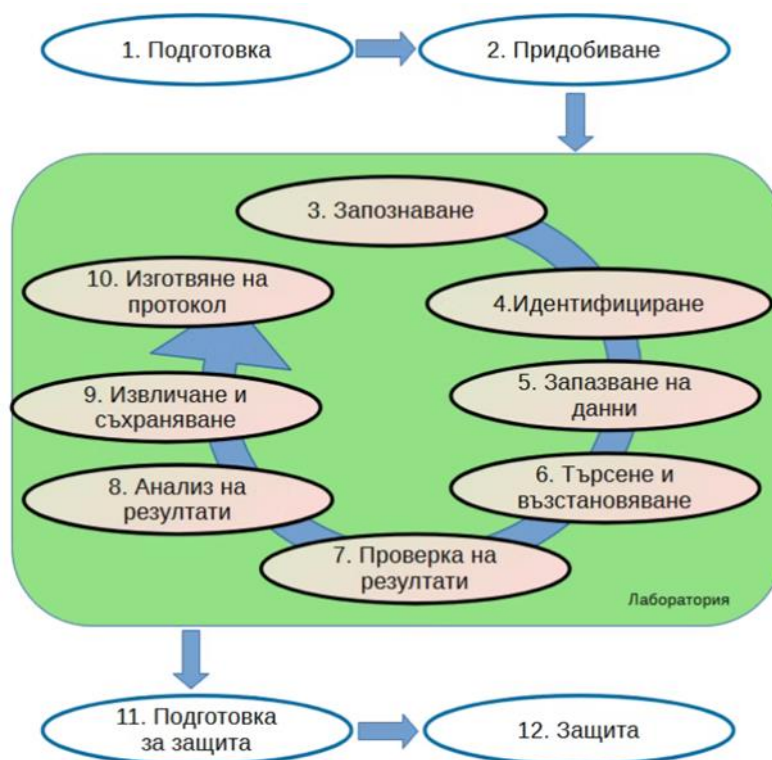 1. Подготовка
2. Придобиване
3. Запознаване
4.Идентифициране
5. Запазване на
данни
6. Търсене и
възстановяване
7. Проверка на
резултати
8. Анализ на
резултати
9. Извличане и
съхраняване
10. Изготвяне на
протокол
Лаборатория
11. Подготовка
за защита
12. Защита